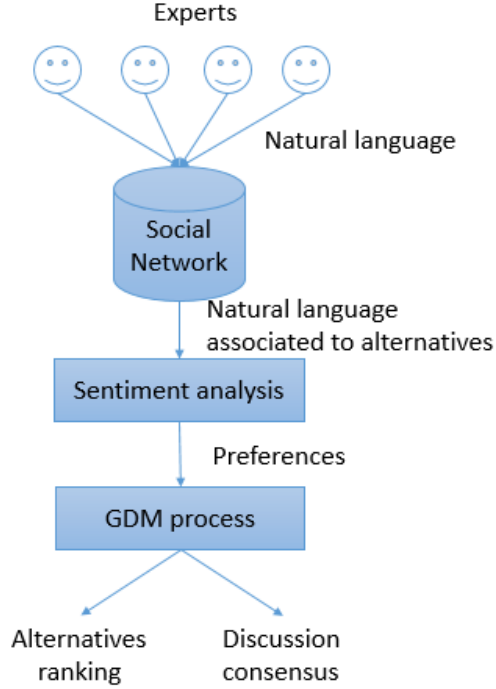 Experts
Natural language
Social
Network
Natural language
associated to alternatives
Sentiment analysis
Preferences
GDM process
Alternatives
ranking
Discussion
consensus